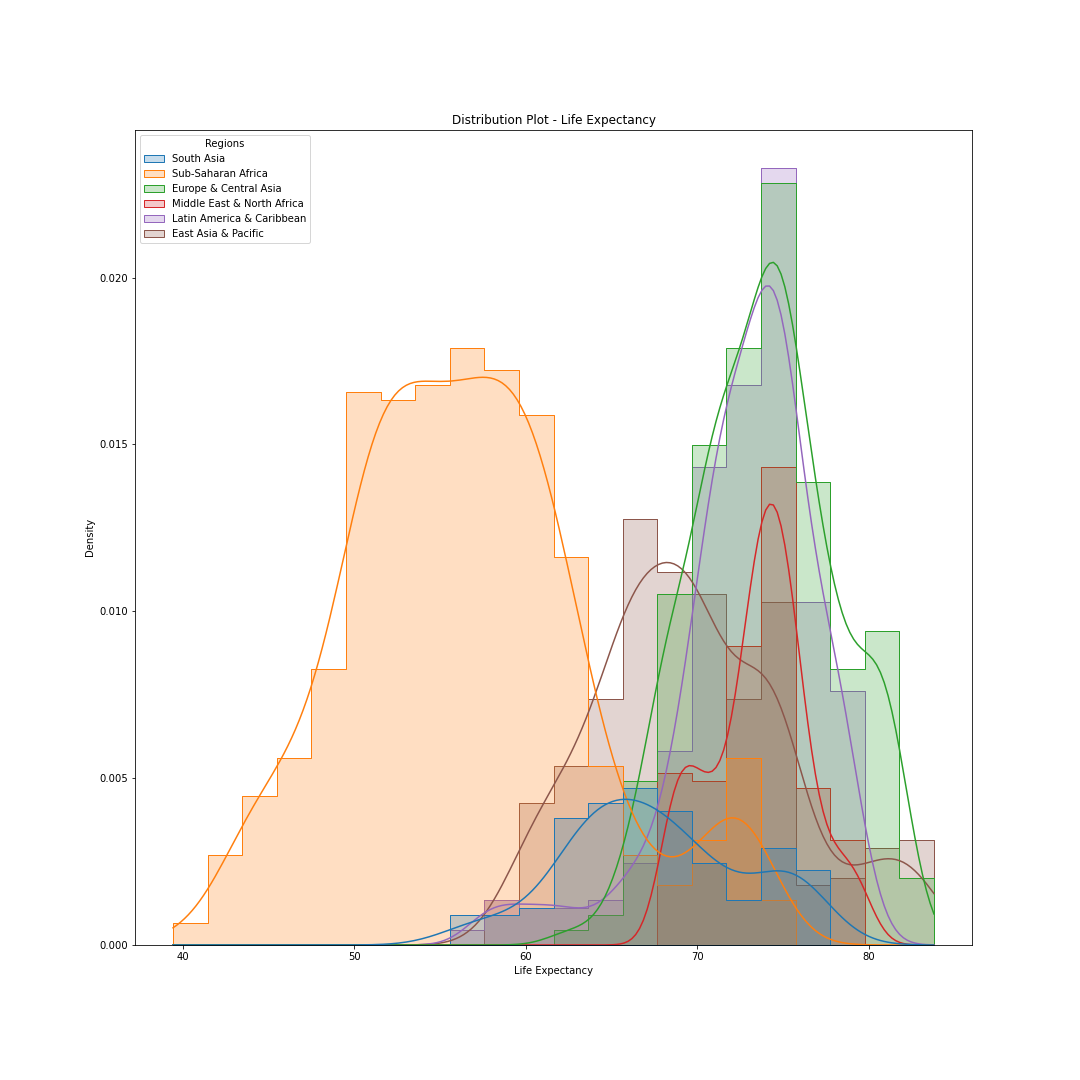 Distribution Plot - Life Expectancy
Regions
South Asia
Sub-Saharan Africa
Europe & Central Asia
Middle East & North Africa
Latin America & Caribbean
East Asia & Pacific
0.020
0.015
0.010
0.005
0.000
Density
40 50 60 70 80
Life Expectancy